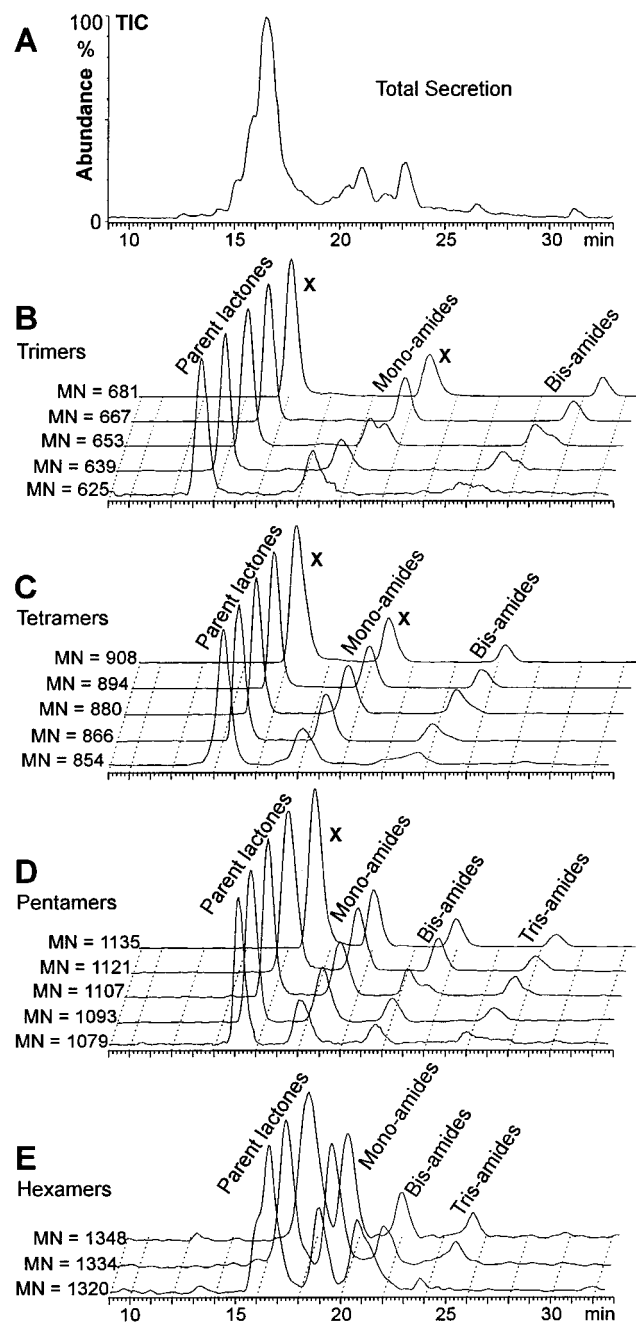 A
TIC
100
%
Abundance
0
Total Secretion
10 15 20 25 30 min
B
Trimers
Parent lactones
X
Mono-amides
X
Bis-amides
MN = 681
MN = 667
MN = 653
MN = 639
MN = 625
C
Tetramers
Parent lactones
X
Mono-amides
X
Bis-amides
MN = 908
MN = 894
MN = 880
MN = 866
MN = 854
D
Pentamers
Parent lactones
X
Mono-amides
Bis-amides
Tris-amides
MN = 1135
MN = 1121
MN = 1107
MN = 1093
MN = 1079
E
Hexamers
Parent lactones
Mono-amides
Bis-amides
Tris-amides
MN = 1348
MN = 1334
MN = 1320
10 15 20 25 30 min